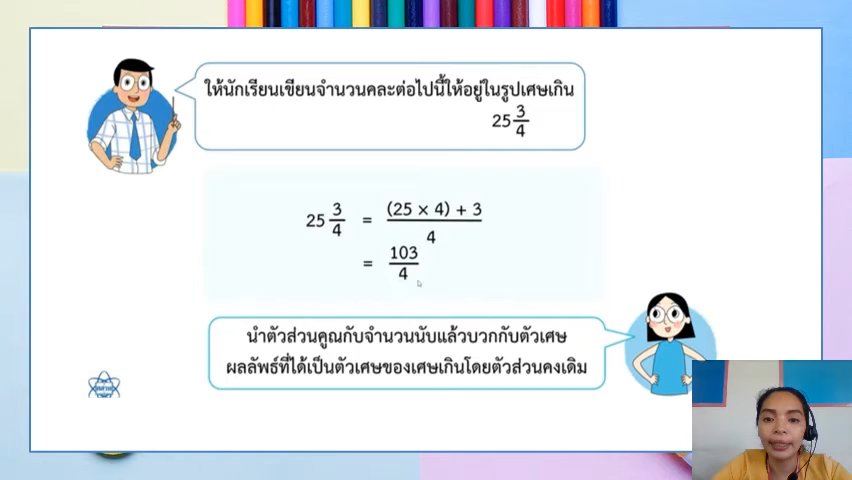 ให้นักเรียนเขียนจำนวนคละต่อไปนี้ให้อยู่ในรูปเศษเกิน
25 3/4
25 3/4 = (25 × 4) + 3 / 4
= 103/4
นำตัวส่วนคูณกับจำนวนนับแล้วบวกกับตัวเศษ
ผลลัพธ์ที่ได้เป็นตัวเศษของเศษเกินโดยตัวส่วนคงเดิม